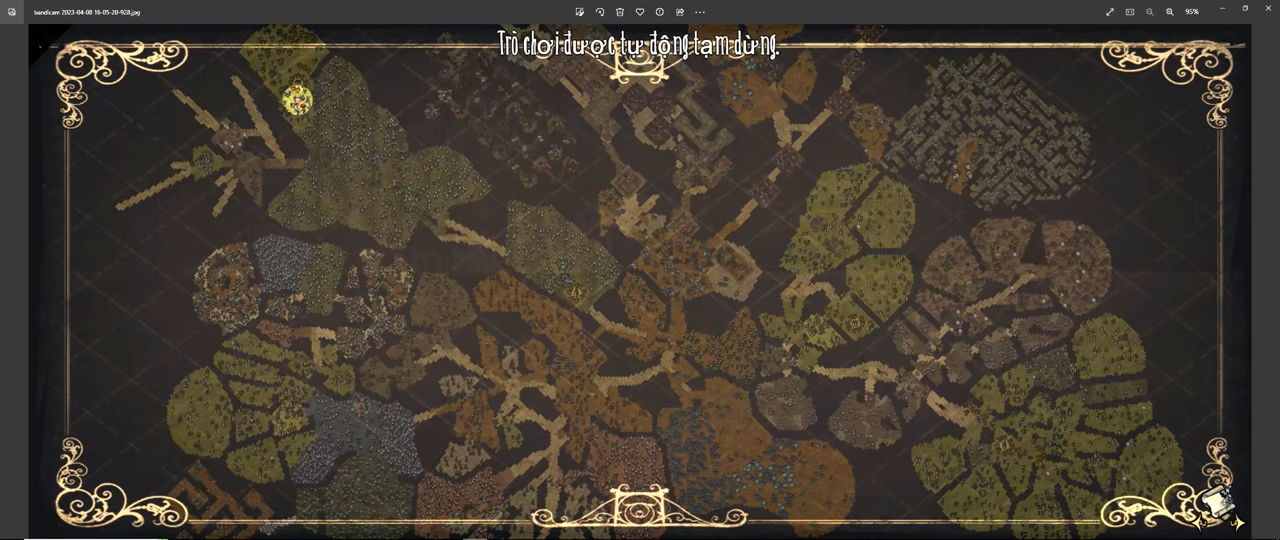 bandicam 2023-04-08 16-05-20-928.jpg
95%
Trò chơi được tự động tạm dừng.